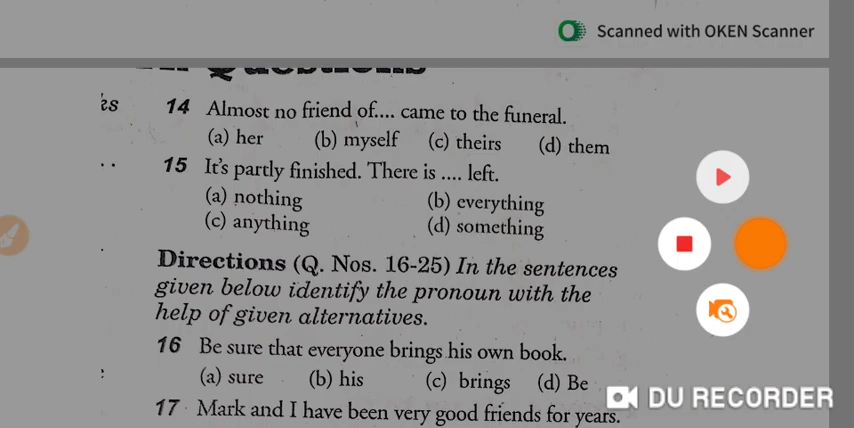 Scanned with OKEN Scanner
Questions
es
14 Almost no friend of.... came to the funeral.
(a) her (b) myself (c) theirs (d) them
15 It's partly finished. There is .... left.
(a) nothing (b) everything
(c) anything (d) something
Directions (Q. Nos. 16-25) In the sentences
given below identify the pronoun with the
help of given alternatives.
16 Be sure that everyone brings his own book.
(a) sure (b) his (c) brings (d) Be
DU RECORDER
17 Mark and I have been very good friends for years.